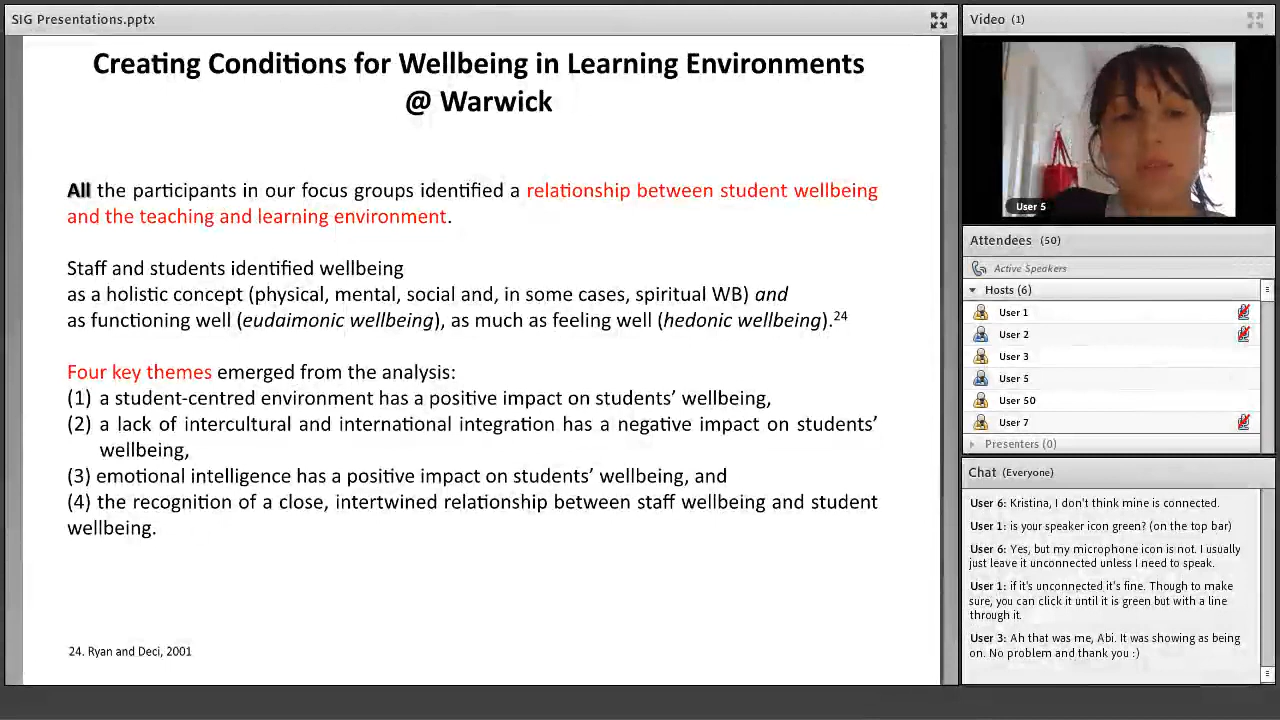 SIG Presentations.pptx
Creating Conditions for Wellbeing in Learning Environments
@ Warwick
All the participants in our focus groups identified a relationship between student wellbeing
and the teaching and learning environment.
Staff and students identified wellbeing
as a holistic concept (physical, mental, social and, in some cases, spiritual WB) and
as functioning well (eudaimonic wellbeing), as much as feeling well (hedonic wellbeing).24
Four key themes emerged from the analysis:
(1) a student-centred environment has a positive impact on students’ wellbeing,
(2) a lack of intercultural and international integration has a negative impact on students’
wellbeing,
(3) emotional intelligence has a positive impact on students’ wellbeing, and
(4) the recognition of a close, intertwined relationship between staff wellbeing and student
wellbeing.
24. Ryan and Deci, 2001
Video (1)
User 5
Attendees (50)
Active Speakers
Hosts (6)
User 1
User 2
User 3
User 5
User 50
User 7
Presenters (0)
Chat (Everyone)
User 6: Kristina, I don't think mine is connected.
User 1: is your speaker icon green? (on the top bar)
User 6: Yes, but my microphone icon is not. I usually
just leave it unconnected unless I need to speak.
User 1: if it's unconnected it's fine. Though to make
sure, you can click it until it is green but with a line
through it.
User 3: Ah that was me, Abi. It was showing as being
on. No problem and thank you :)